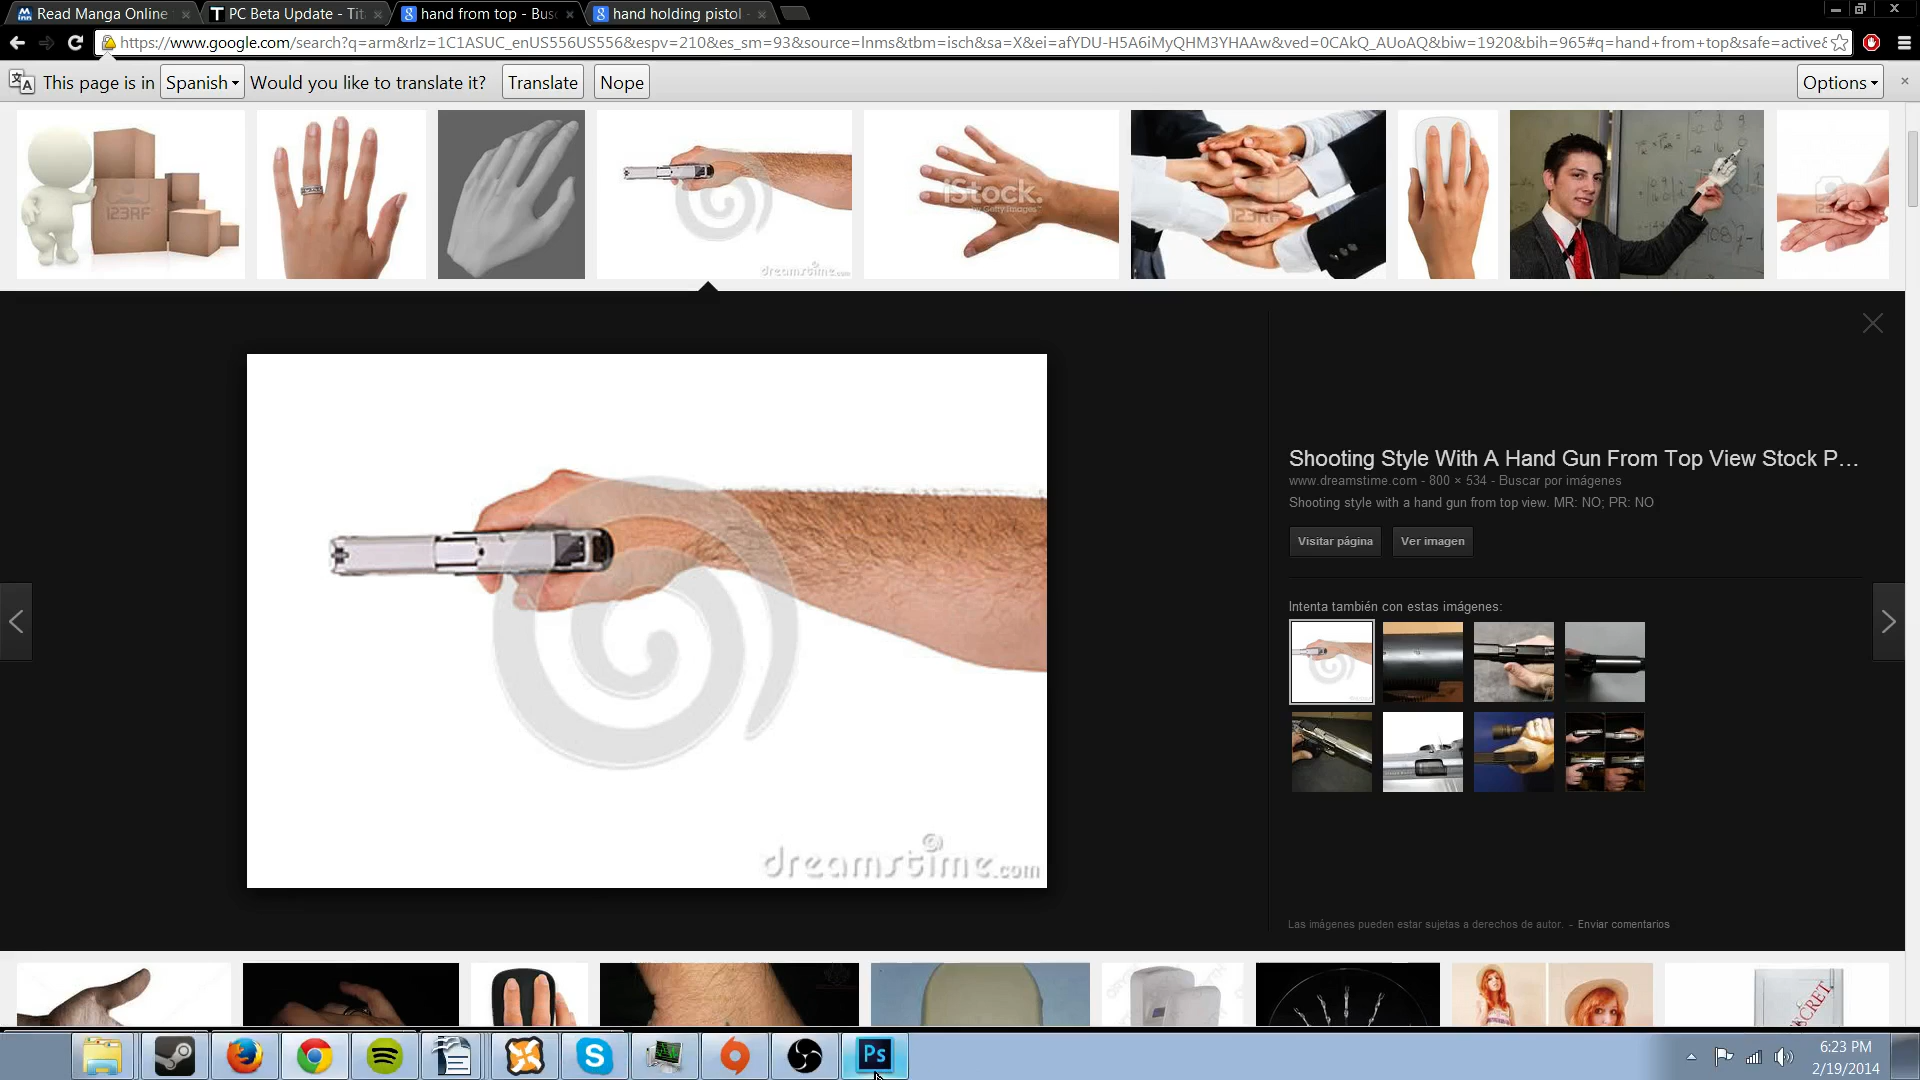 Read Manga Online
PC Beta Update - Tit
hand from top - Bus
hand holding pistol -
https://www.google.com/search?q=arm&rlz=1C1ASUC_enUS556US556&espv=210&es_sm=93&source=lnms&tbm=isch&sa=X&ei=afYDU-H5A6iMyQHM3YHAAw&ved=0CAkQ_AUoAQ&biw=1920&bih=965#q=hand+from+top&safe=active&
This page is in Spanish Would you like to translate it? Translate Nope Options
123RF
iStock.
by Getty Images
123RF
dreamstime.com
Shooting Style With A Hand Gun From Top View Stock P...
www.dreamstime.com - 800 × 534 - Buscar por imágenes
Shooting style with a hand gun from top view. MR: NO; PR: NO
Visitar página Ver imagen
Intenta también con estas imágenes:
dreamstime.com
Las imágenes pueden estar sujetas a derechos de autor. - Enviar comentarios
Ps
6:23 PM
2/19/2014